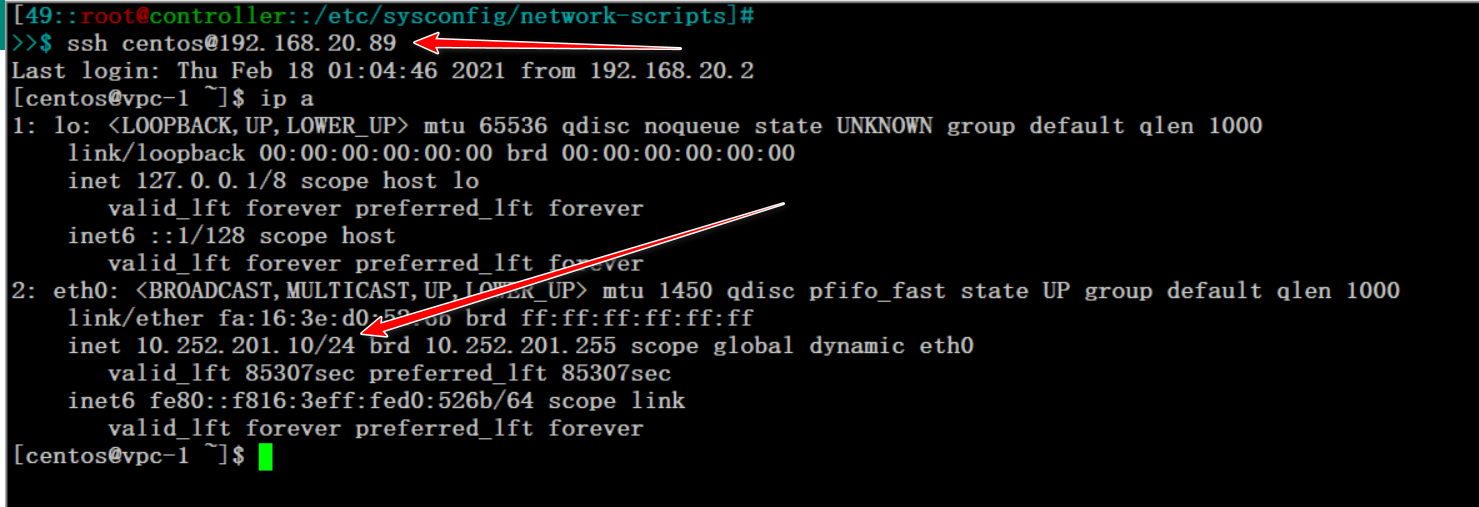 [49::root@controller::/etc/sysconfig/network-scripts]#
>>$ ssh centos@192.168.20.89
Last login: Thu Feb 18 01:04:46 2021 from 192.168.20.2
[centos@vpc-1 ~]$ ip a
1: lo: <LOOPBACK,UP,LOWER_UP> mtu 65536 qdisc noqueue state UNKNOWN group default qlen 1000
    link/loopback 00:00:00:00:00:00 brd 00:00:00:00:00:00
    inet 127.0.0.1/8 scope host lo
       valid_lft forever preferred_lft forever
    inet6 ::1/128 scope host
       valid_lft forever preferred_lft forever
2: eth0: <BROADCAST,MULTICAST,UP,LOWER_UP> mtu 1450 qdisc pfifo_fast state UP group default qlen 1000
    link/ether fa:16:3e:d0:52:6b brd ff:ff:ff:ff:ff:ff
    inet 10.252.201.10/24 brd 10.252.201.255 scope global dynamic eth0
       valid_lft 85307sec preferred_lft 85307sec
    inet6 fe80::f816:3eff:fed0:526b/64 scope link
       valid_lft forever preferred_lft forever
[centos@vpc-1 ~]$